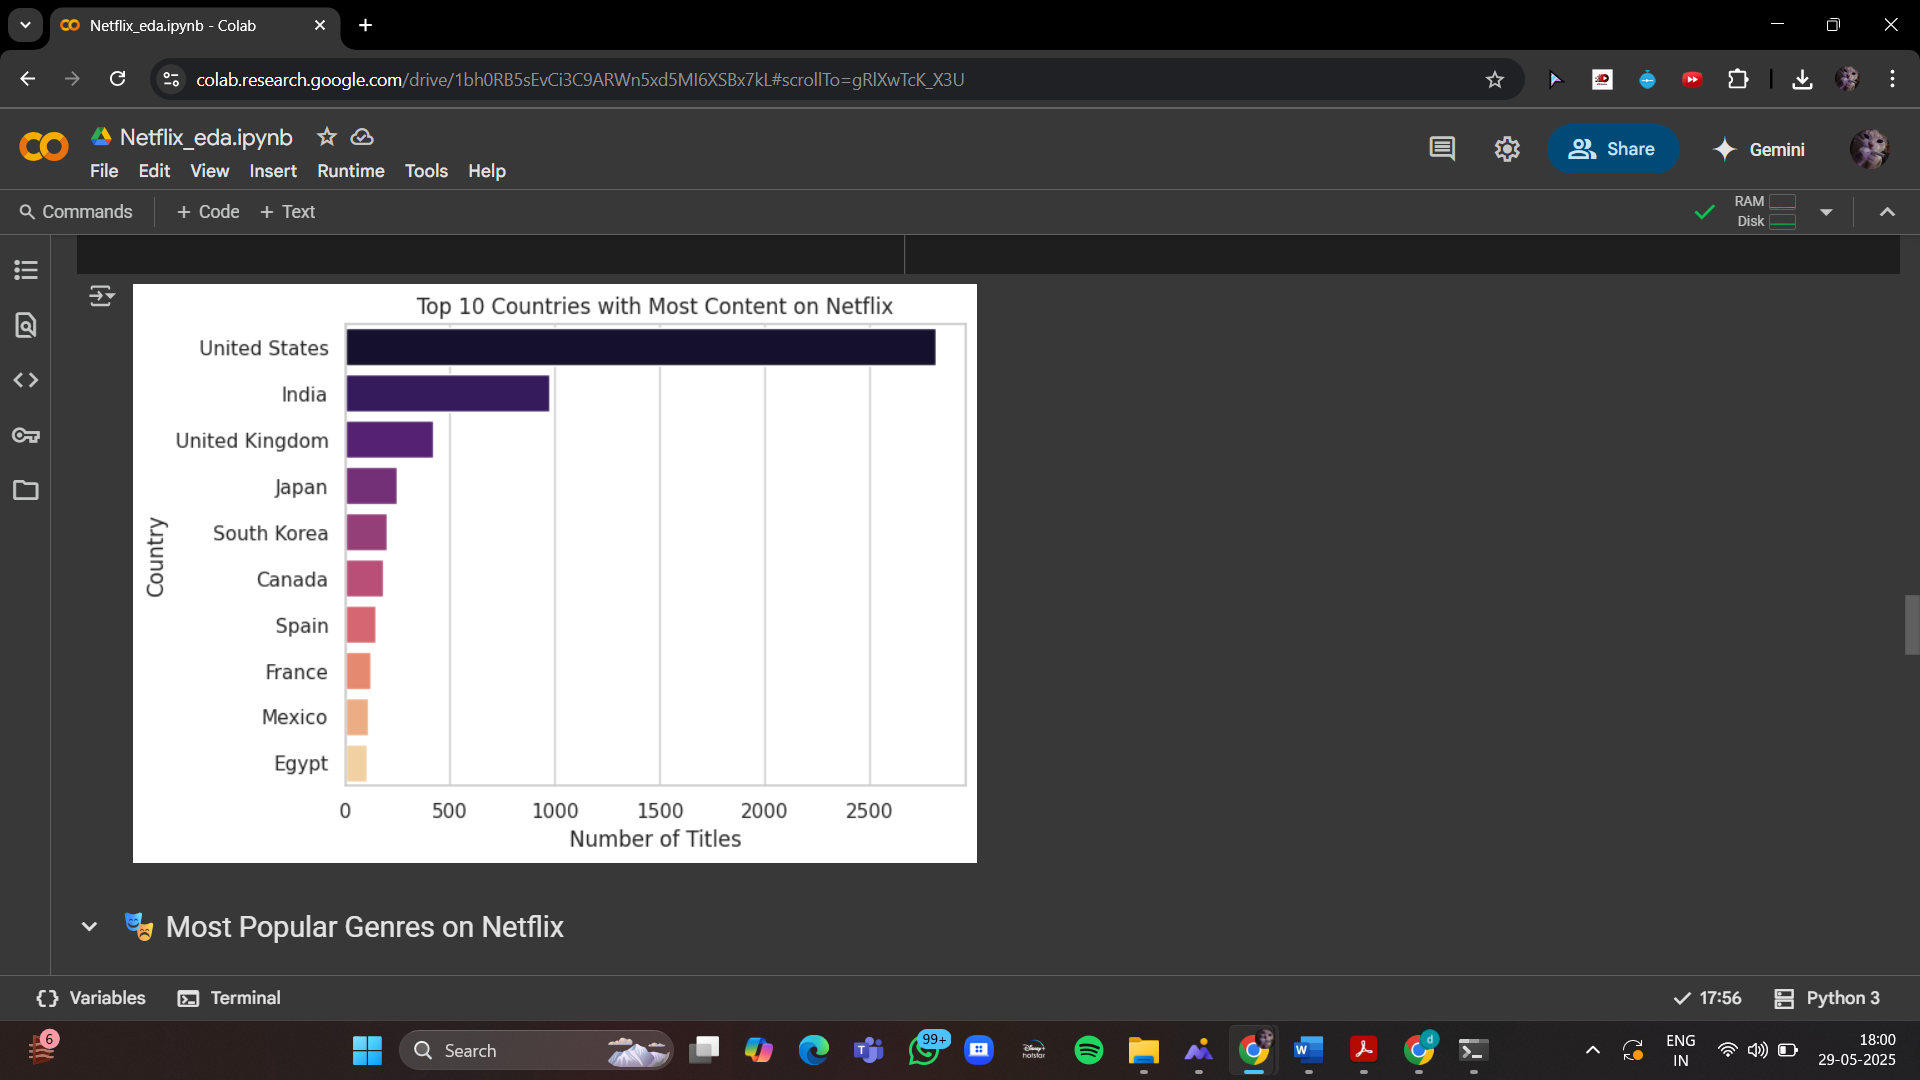 Netflix_eda.ipynb - Colab
colab.research.google.com/drive/1bh0RB5sEvCi3C9ARWn5xd5MI6XSBx7kL#scrollTo=gRlXwTcK_X3U
Netflix_eda.ipynb
File Edit View Insert Runtime Tools Help
Share
Gemini
Commands + Code + Text
RAM
Disk
Top 10 Countries with Most Content on Netflix
United States
India
United Kingdom
Japan
South Korea
Canada
Spain
France
Mexico
Egypt
Country
0 500 1000 1500 2000 2500
Number of Titles
Most Popular Genres on Netflix
Variables Terminal
17:56 Python 3
6
Search
99+
Disney+
hotstar
d
ENG
IN
18:00
29-05-2025